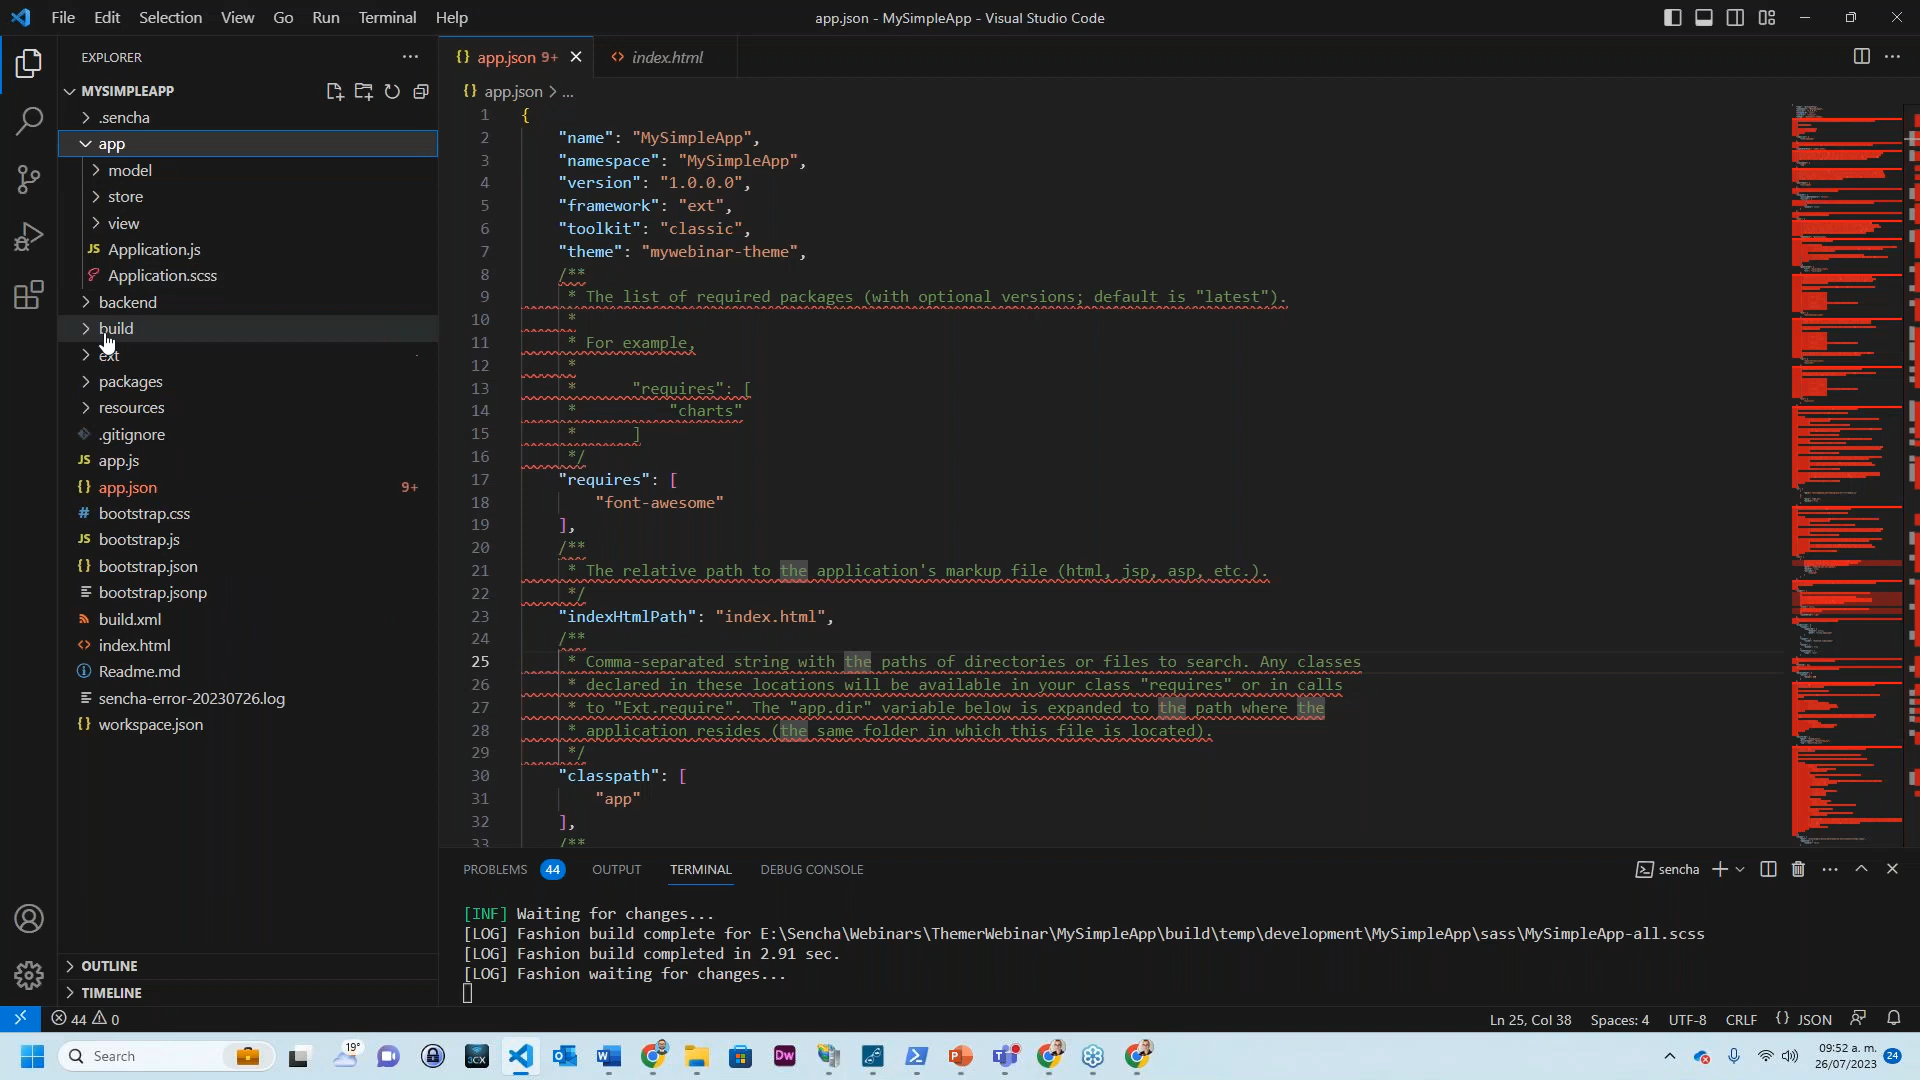 File Edit Selection View Go Run Terminal Help
app.json - MySimpleApp - Visual Studio Code
EXPLORER
MYSIMPLEAPP
.sencha
app
model
store
view
JS Application.js
Application.scss
backend
build
ext
packages
resources
.gitignore
JS app.js
{} app.json 9+
# bootstrap.css
JS bootstrap.js
{} bootstrap.json
bootstrap.jsonp
build.xml
<> index.html
Readme.md
sencha-error-20230726.log
{} workspace.json
OUTLINE
TIMELINE
{} app.json 9+
<> index.html
{} app.json > ...
1 {
2 "name": "MySimpleApp",
3 "namespace": "MySimpleApp",
4 "version": "1.0.0.0",
5 "framework": "ext",
6 "toolkit": "classic",
7 "theme": "mywebinar-theme",
8 /**
9 * The list of required packages (with optional versions; default is "latest").
10 *
11 * For example,
12 *
13 * "requires": [
14 * "charts"
15 * ]
16 */
17 "requires": [
18 "font-awesome"
19 ],
20 /**
21 * The relative path to the application's markup file (html, jsp, asp, etc.).
22 */
23 "indexHtmlPath": "index.html",
24 /**
25 * Comma-separated string with the paths of directories or files to search. Any classes
26 * declared in these locations will be available in your class "requires" or in calls
27 * to "Ext.require". The "app.dir" variable below is expanded to the path where the
28 * application resides (the same folder in which this file is located).
29 */
30 "classpath": [
31 "app"
32 ],
33 /**
PROBLEMS 44 OUTPUT TERMINAL DEBUG CONSOLE
sencha
[INF] Waiting for changes...
[LOG] Fashion build complete for E:\Sencha\Webinars\ThemerWebinar\MySimpleApp\build\temp\development\MySimpleApp\sass\MySimpleApp-all.scss
[LOG] Fashion build completed in 2.91 sec.
[LOG] Fashion waiting for changes...
44 0
Ln 25, Col 38 Spaces: 4 UTF-8 CRLF {} JSON
Search
19°
3CX
Dw
09:52 a. m.
26/07/2023
24